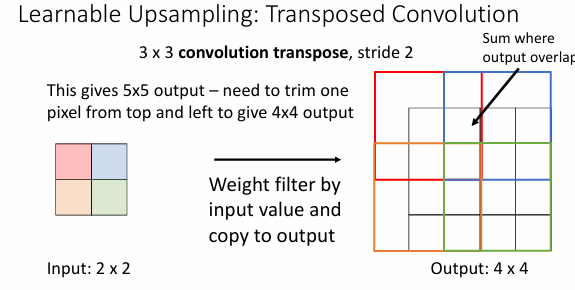 Learnable Upsampling: Transposed Convolution
3 x 3 convolution transpose, stride 2
Sum where
output overlap
This gives 5x5 output – need to trim one
pixel from top and left to give 4x4 output
Weight filter by
input value and
copy to output
Input: 2 x 2
Output: 4 x 4